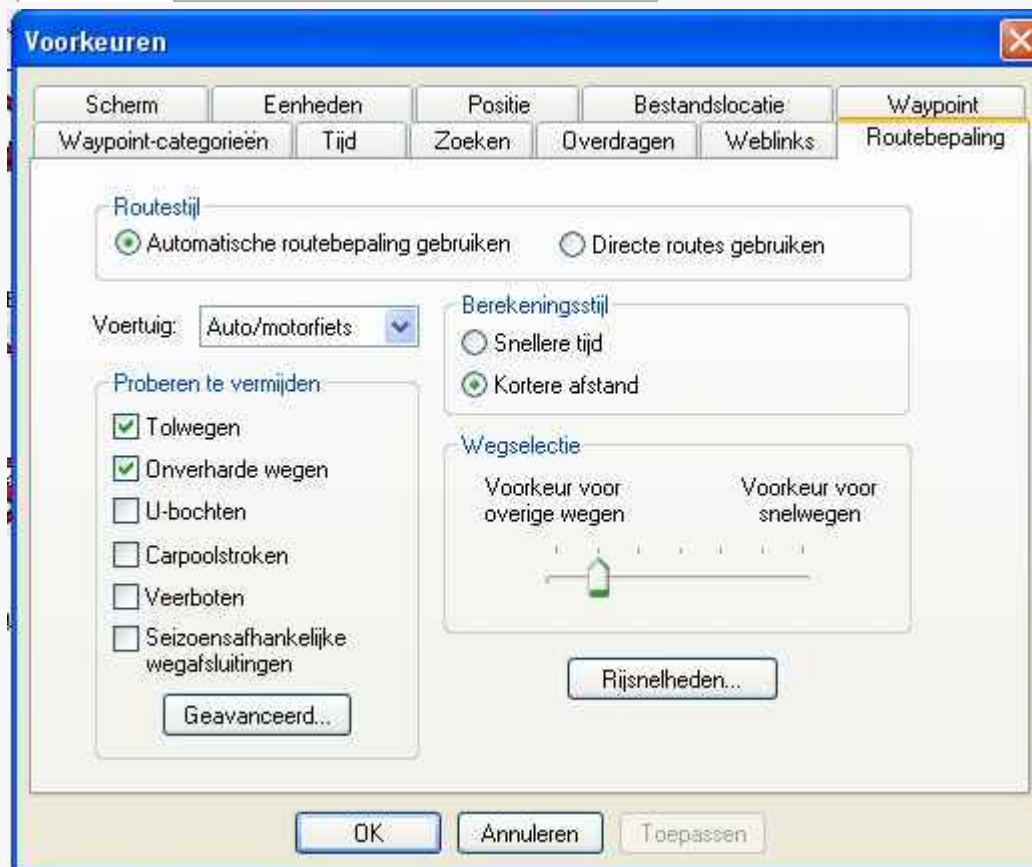 Voorkeuren
Scherm Eenheden Positie Bestandslocatie Waypoint
Waypoint-categorieën Tijd Zoeken Overdragen Weblinks Routebepaling
Routestijl
Automatische routebepaling gebruiken Directe routes gebruiken
Voertuig: Auto/motorfiets
Berekeningsstijl
Snellere tijd
Kortere afstand
Proberen te vermijden
Tolwegen
Onverharde wegen
U-bochten
Carpoolstroken
Veerboten
Seizoensafhankelijke
wegafsluitingen
Geavanceerd...
Wegselectie
Voorkeur voor
overige wegen
Voorkeur voor
snelwegen
Rijsnelheden...
OK Annuleren Toepassen